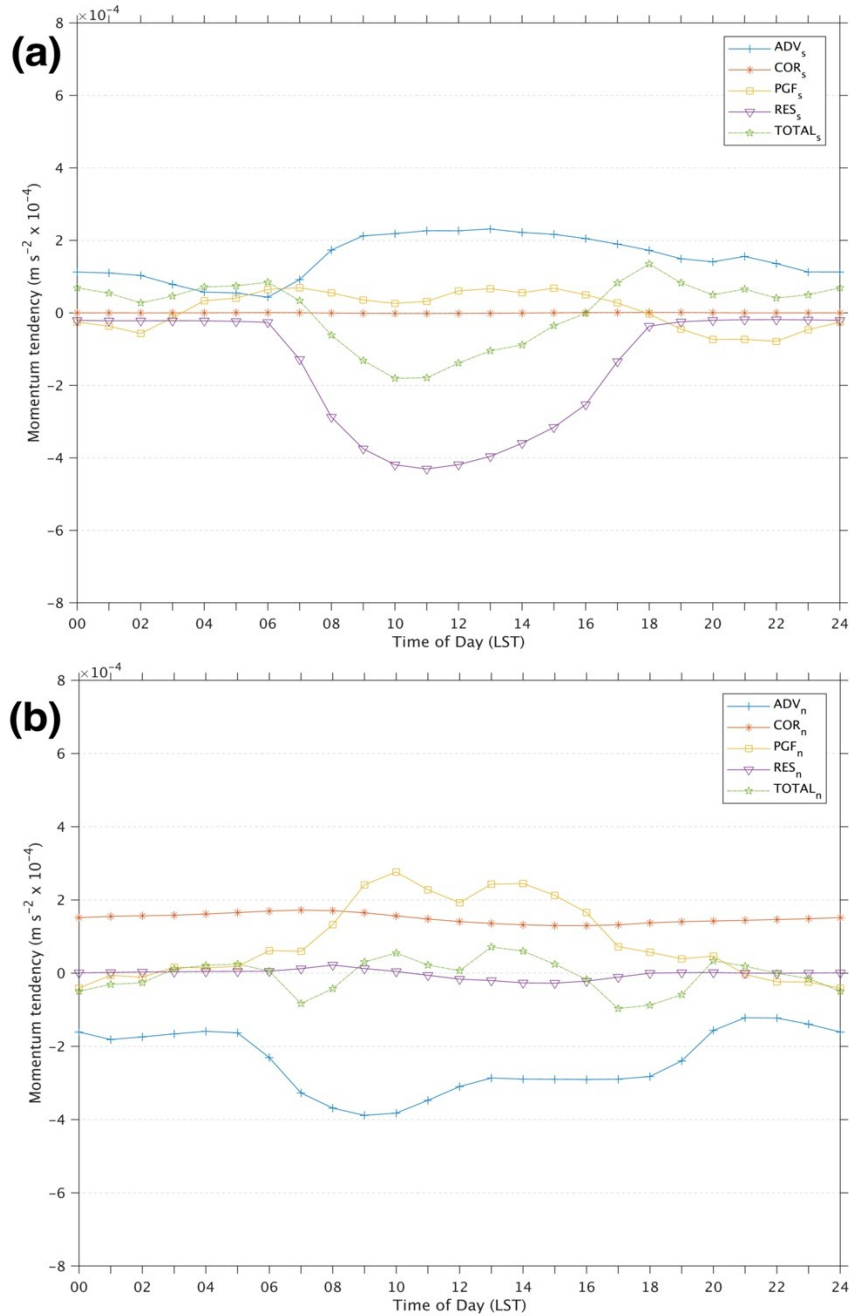 ×10⁻⁴
(a)
8
6
4
2
0
-2
-4
-6
-8
Momentum tendency (m s⁻² x 10⁻⁴)
ADVₛ
CORₛ
PGFₛ
RESₛ
TOTALₛ
00 02 04 06 08 10 12 14 16 18 20 22 24
Time of Day (LST)
×10⁻⁴
(b)
8
6
4
2
0
-2
-4
-6
-8
Momentum tendency (m s⁻² x 10⁻⁴)
ADVₙ
CORₙ
PGFₙ
RESₙ
TOTALₙ
00 02 04 06 08 10 12 14 16 18 20 22 24
Time of Day (LST)